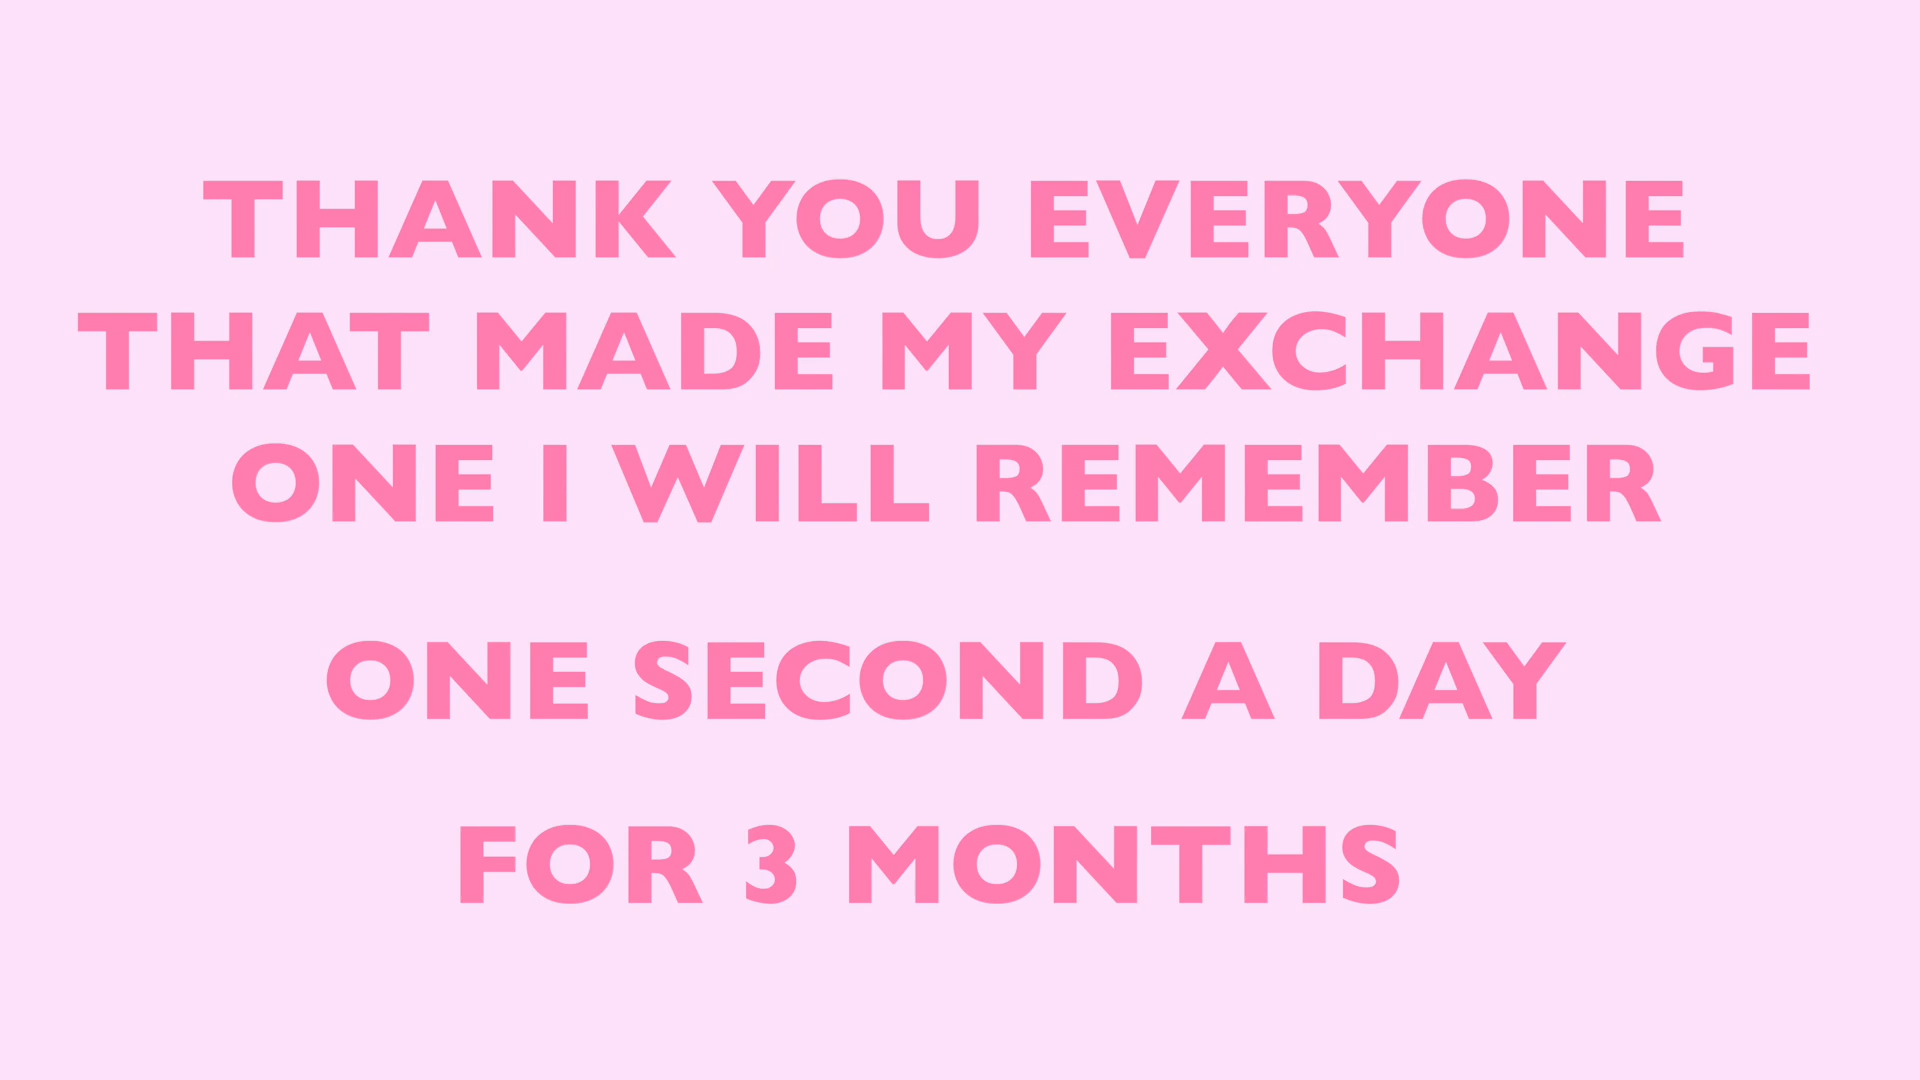 THANK YOU EVERYONE
THAT MADE MY EXCHANGE
ONE I WILL REMEMBER
ONE SECOND A DAY
FOR 3 MONTHS